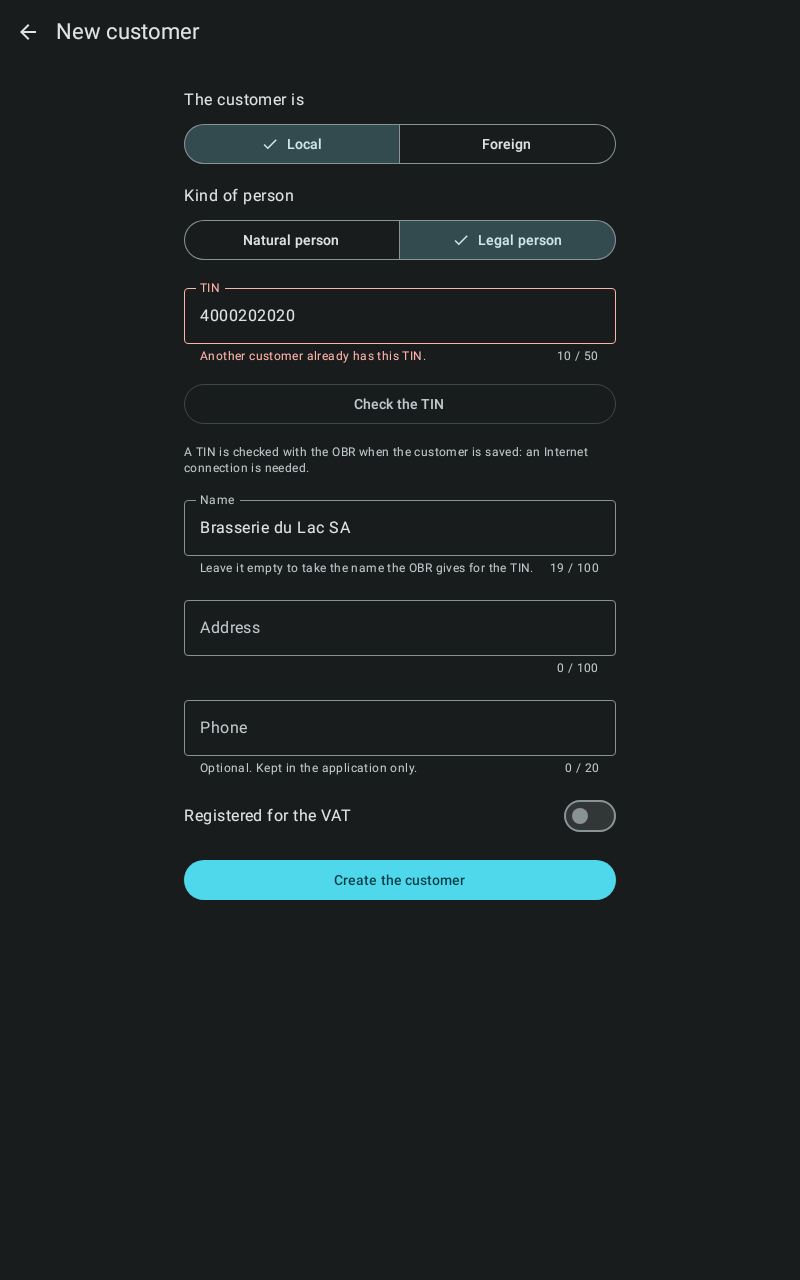 New customer
The customer is
Local
Foreign
Kind of person
Natural person
Legal person
TIN
4000202020
Another customer already has this TIN.
10 / 50
Check the TIN
A TIN is checked with the OBR when the customer is saved: an Internet
connection is needed.
Name
Brasserie du Lac SA
Leave it empty to take the name the OBR gives for the TIN.
19 / 100
Address
0 / 100
Phone
Optional. Kept in the application only.
0 / 20
Registered for the VAT
Create the customer